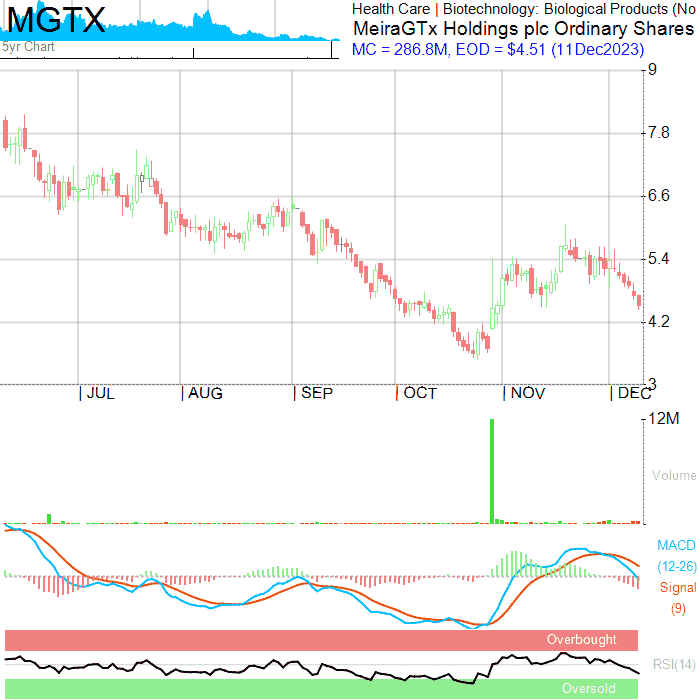 MGTX
Health Care | Biotechnology: Biological Products (No
MeiraGTx Holdings plc Ordinary Shares
MC = 286.8M, EOD = $4.51 (11Dec2023)
5yr Chart
9
7.8
6.6
5.4
4.2
3
JUL AUG SEP OCT NOV DEC
12M
Volume
MACD
(12-26)
Signal
(9)
Overbought
RSI(14)
Oversold